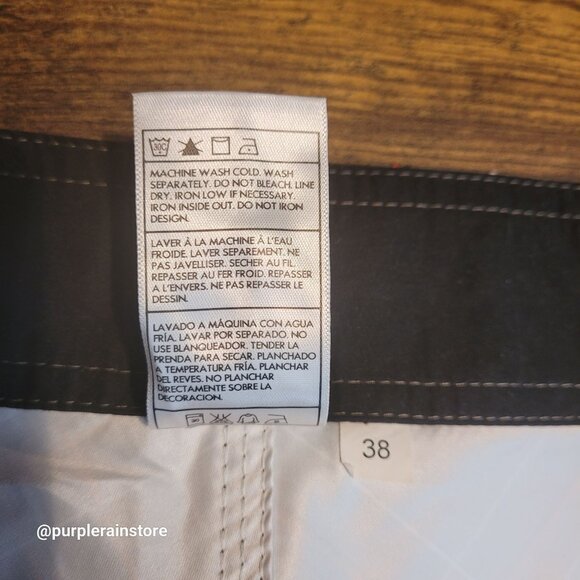 30C
MACHINE WASH COLD. WASH
SEPARATELY. DO NOT BLEACH. LINE
DRY. IRON LOW IF NECESSARY.
IRON INSIDE OUT. DO NOT IRON
DESIGN.
LAVER À LA MACHINE À L'EAU
FROIDE. LAVER SEPAREMENT. NE
PAS JAVELLISER. SECHER AU FIL.
REPASSER AU FER FROID. REPASSER
A L'ENVERS. NE PAS REPASSER LE
DESSIN.
LAVADO A MÁQUINA CON AGUA
FRÍA. LAVAR POR SEPARADO. NO
USE BLANQUEADOR. TENDER LA
PRENDA PARA SECAR. PLANCHADO
A TEMPERATURA FRÍA. PLANCHAR
DEL REVES. NO PLANCHAR
DIRECTAMENTE SOBRE LA
DECORACION.
38
@purplerainstore